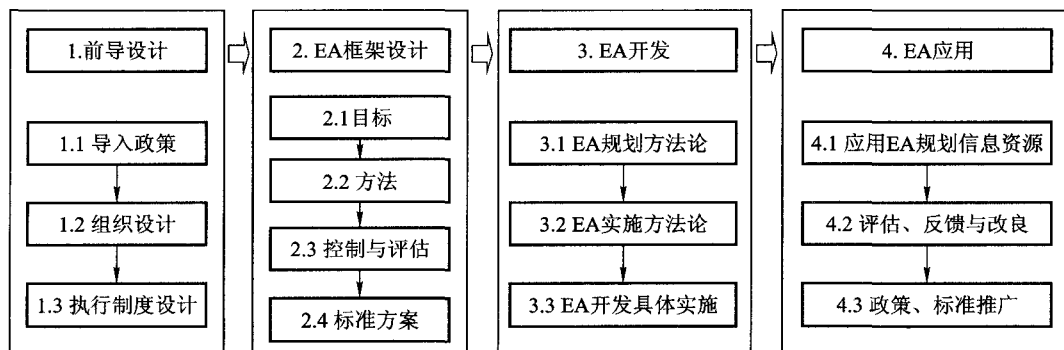 1.前导设计
1.1 导入政策
1.2 组织设计
1.3 执行制度设计
2. EA框架设计
2.1目标
2.2 方法
2.3 控制与评估
2.4 标准方案
3. EA开发
3.1 EA规划方法论
3.2 EA实施方法论
3.3 EA开发具体实施
4. EA应用
4.1 应用EA规划信息资源
4.2 评估、反馈与改良
4.3 政策、标准推广